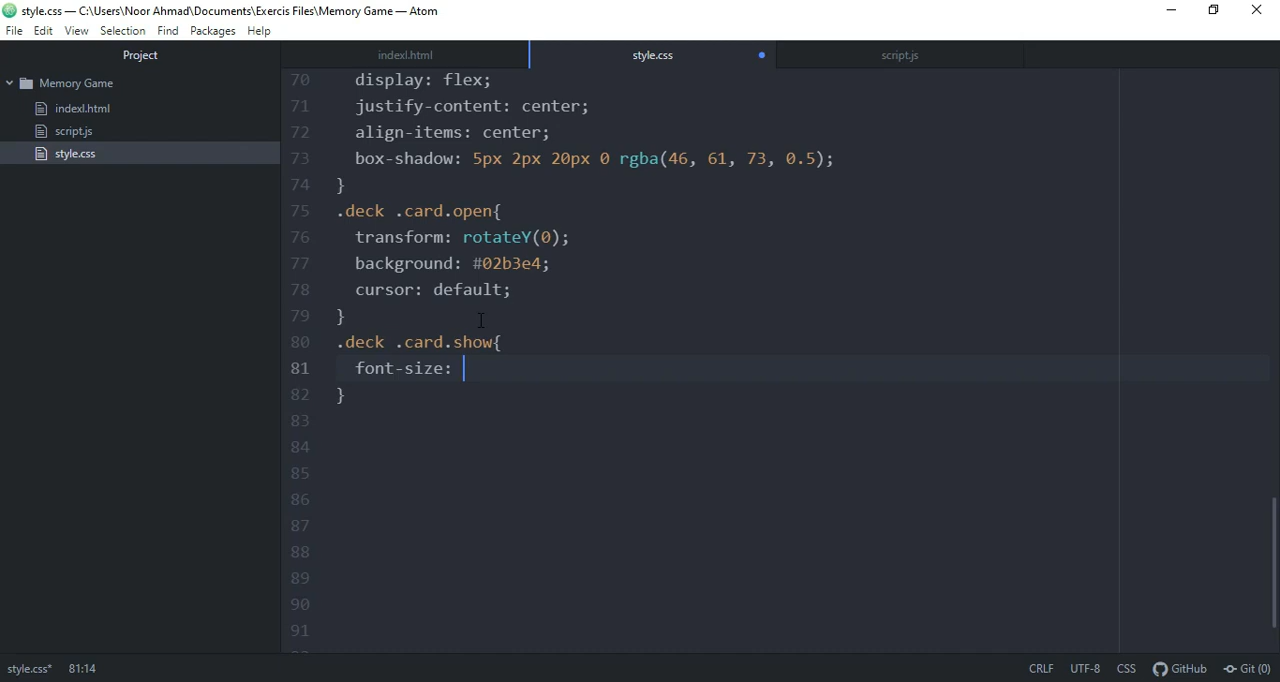 style.css — C:\Users\Noor Ahmad\Documents\Exercis Files\Memory Game — Atom
File Edit View Selection Find Packages Help
Project indexl.html style.css script.js
Memory Game
indexl.html
script.js
style.css
70 display: flex;
71 justify-content: center;
72 align-items: center;
73 box-shadow: 5px 2px 20px 0 rgba(46, 61, 73, 0.5);
74 }
75 .deck .card.open{
76 transform: rotateY(0);
77 background: #02b3e4;
78 cursor: default;
79 }
80 .deck .card.show{
81 font-size:
82 }
83
84
85
86
87
88
89
90
91
style.css* 81:14 CRLF UTF-8 CSS GitHub Git (0)